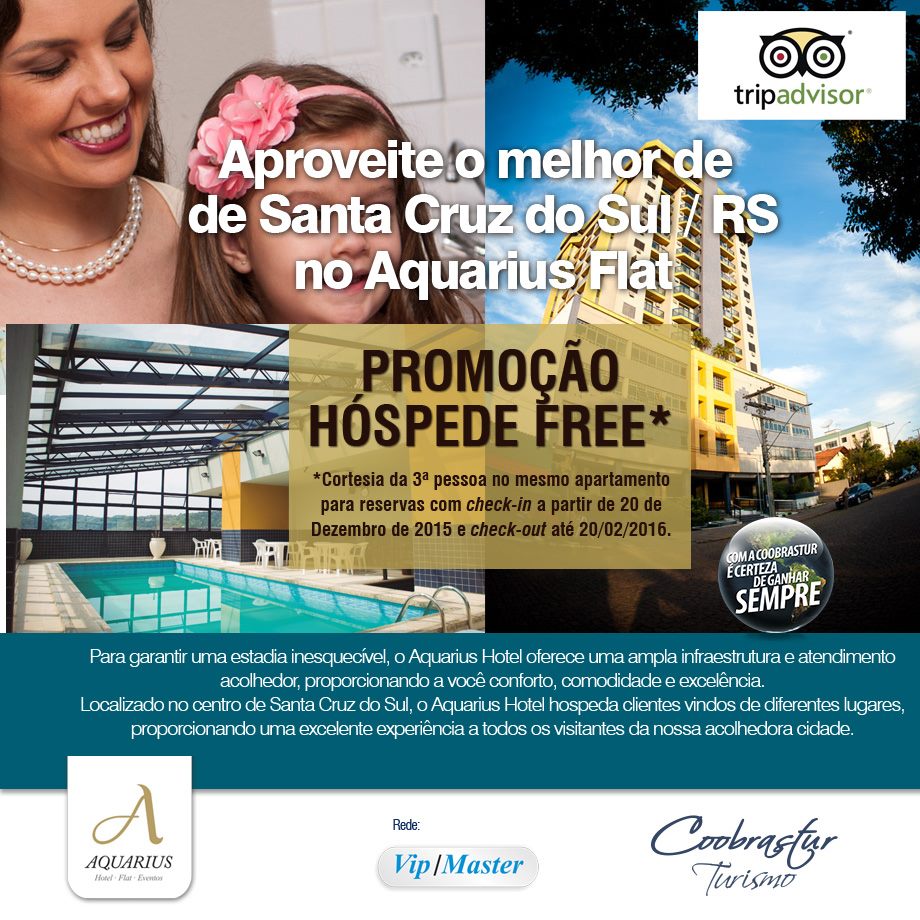 tripadvisor®
Aproveite o melhor de
de Santa Cruz do Sul / RS
no Aquarius Flat
PROMOÇÃO
HÓSPEDE FREE*
*Cortesia da 3ª pessoa no mesmo apartamento
para reservas com check-in a partir de 20 de
Dezembro de 2015 e check-out até 20/02/2016.
COM A COOBRASTUR
É CERTEZA
DE GANHAR
SEMPRE
Para garantir uma estadia inesquecível, o Aquarius Hotel oferece uma ampla infraestrutura e atendimento
acolhedor, proporcionando a você conforto, comodidade e excelência.
Localizado no centro de Santa Cruz do Sul, o Aquarius Hotel hospeda clientes vindos de diferentes lugares,
proporcionando uma excelente experiência a todos os visitantes da nossa acolhedora cidade.
A
AQUARIUS
Hotel · Flat · Eventos
Rede:
Vip/Master
Coobrastur
Turismo